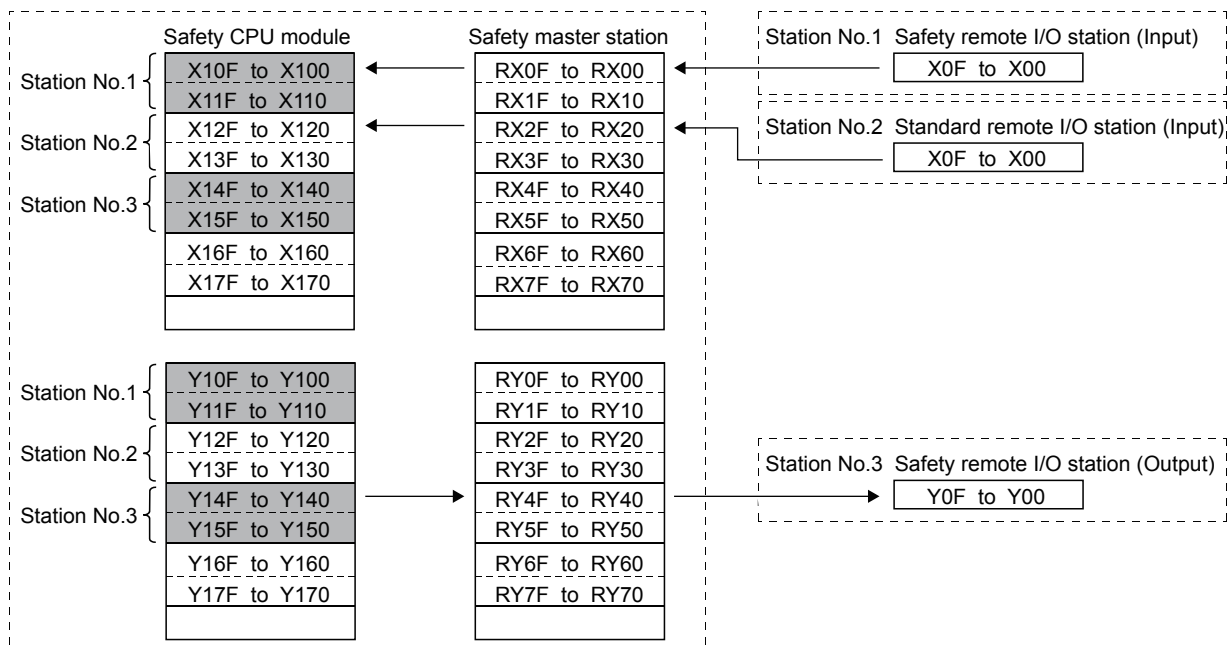 Safety CPU module
Safety master station
Station No.1
X10F to X100
X11F to X110
Station No.2
X12F to X120
X13F to X130
Station No.3
X14F to X140
X15F to X150
X16F to X160
X17F to X170
RX0F to RX00
RX1F to RX10
RX2F to RX20
RX3F to RX30
RX4F to RX40
RX5F to RX50
RX6F to RX60
RX7F to RX70
Station No.1 Safety remote I/O station (Input)
X0F to X00
Station No.2 Standard remote I/O station (Input)
X0F to X00
Station No.1
Y10F to Y100
Y11F to Y110
Station No.2
Y12F to Y120
Y13F to Y130
Station No.3
Y14F to Y140
Y15F to Y150
Y16F to Y160
Y17F to Y170
RY0F to RY00
RY1F to RY10
RY2F to RY20
RY3F to RY30
RY4F to RY40
RY5F to RY50
RY6F to RY60
RY7F to RY70
Station No.3 Safety remote I/O station (Output)
Y0F to Y00